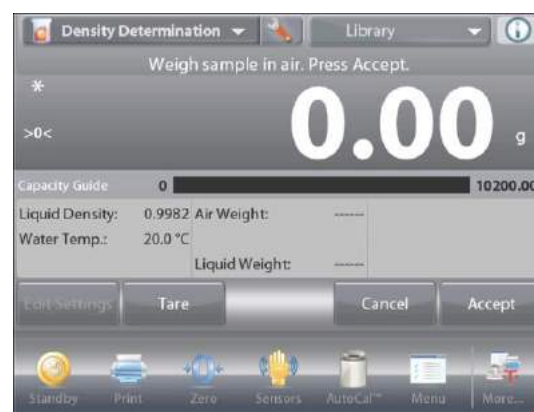 Density Determination Library
Weigh sample in air. Press Accept.
*
>0< 0.00 g
Capacity Guide 0 10200.00
Liquid Density: 0.9982 Air Weight: ------
Water Temp.: 20.0 °C
Liquid Weight: ------
Edit Settings Tare Cancel Accept
Standby Print Zero Sensors AutoCal™ Menu More...